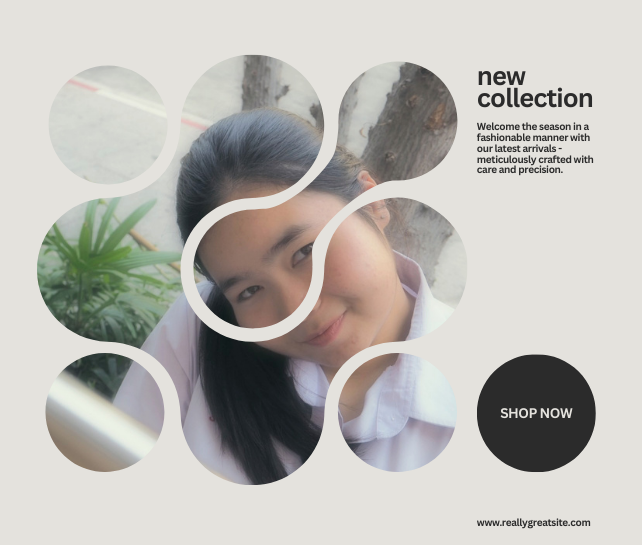 new
collection
Welcome the season in a
fashionable manner with
our latest arrivals -
meticulously crafted with
care and precision.
SHOP NOW
www.reallygreatsite.com